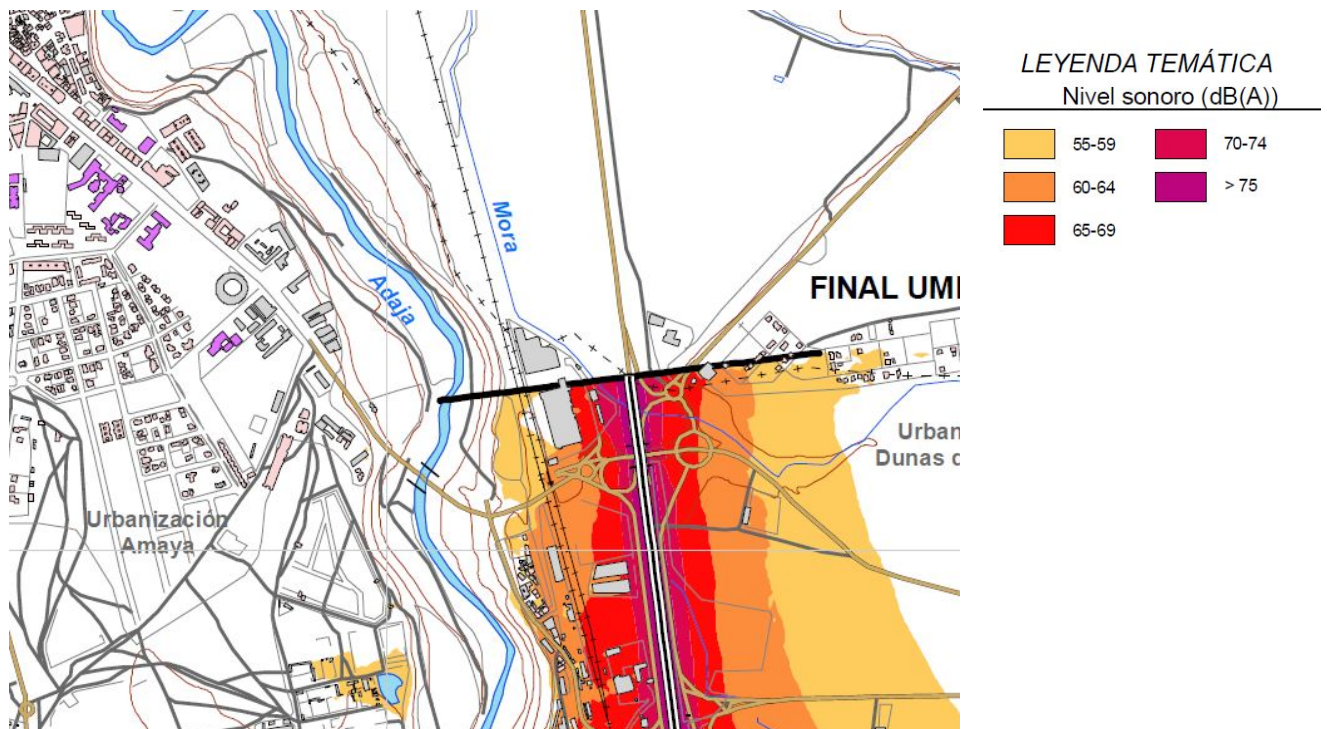 LEYENDA TEMÁTICA
Nivel sonoro (dB(A))
55-59
70-74
60-64
> 75
65-69
Mora
Adaja
FINAL UM
Urban
Dunas d
Urbanización
Amaya